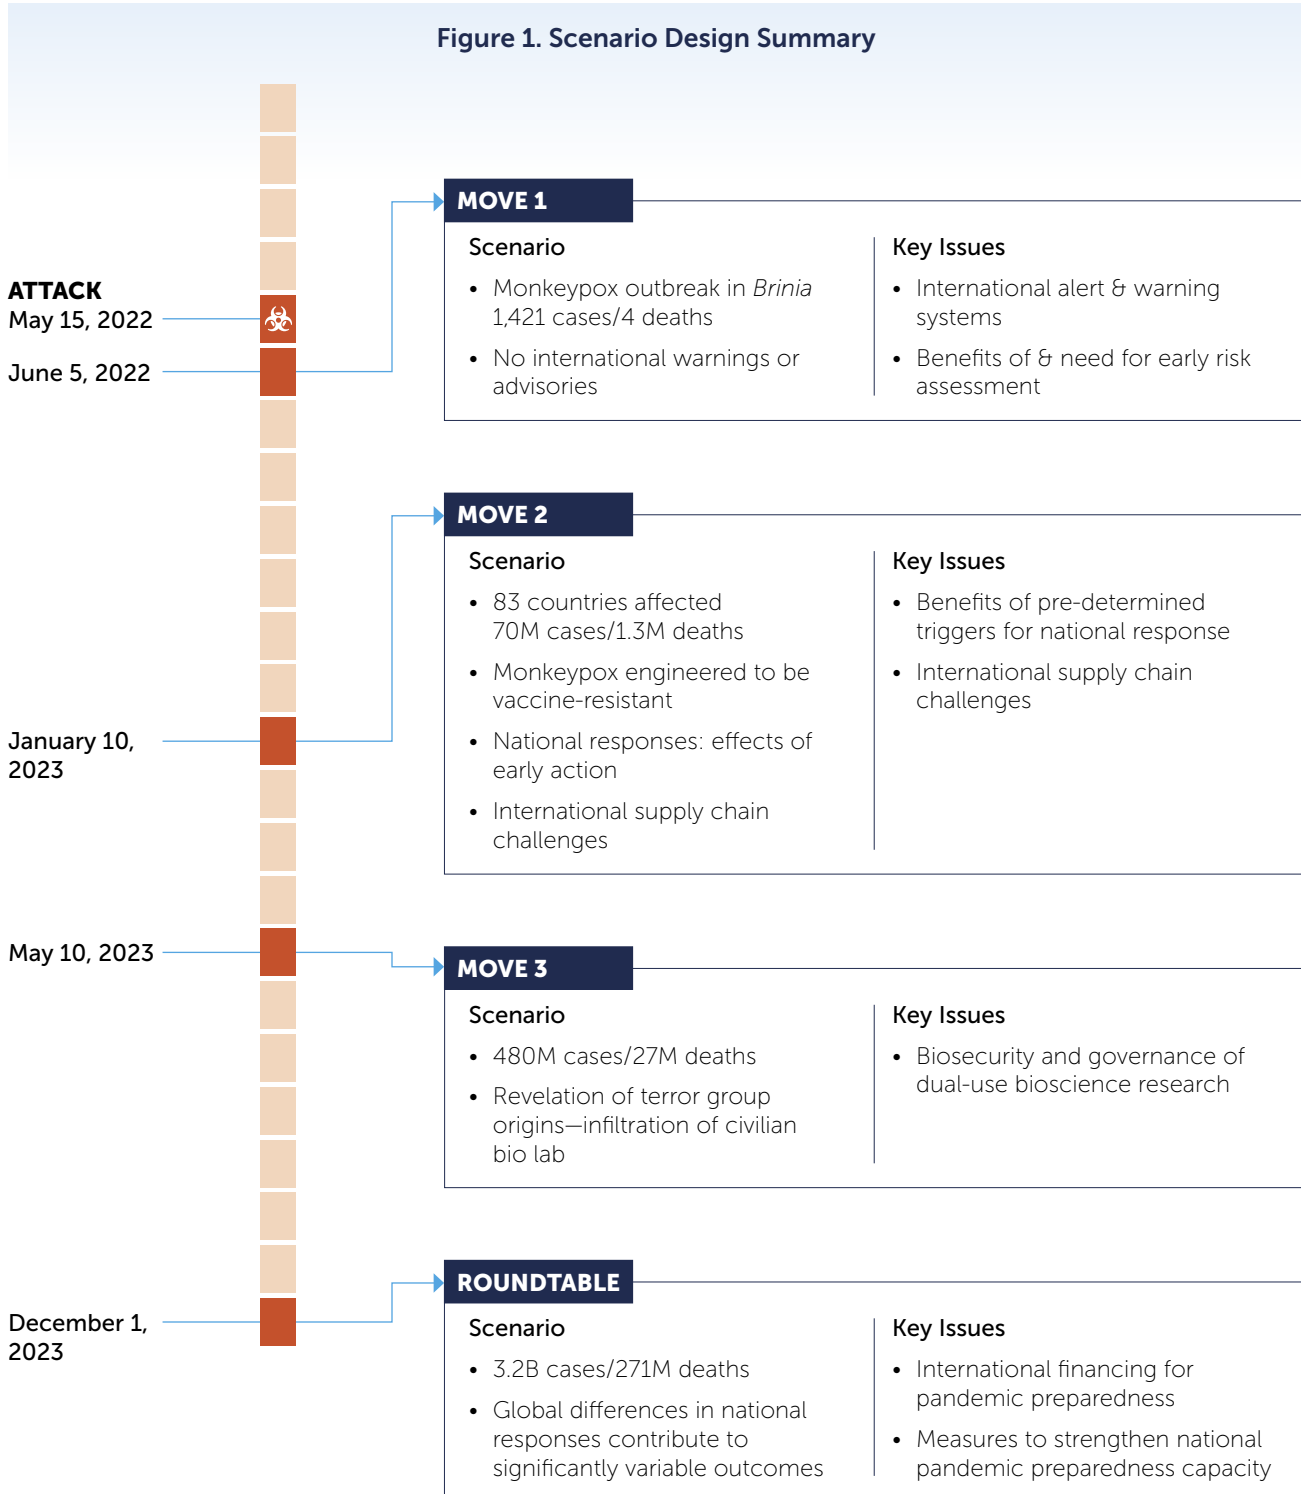 Figure 1. Scenario Design Summary
ATTACK
May 15, 2022
June 5, 2022
MOVE 1
Scenario
• Monkeypox outbreak in Brinia
1,421 cases/4 deaths
• No international warnings or
advisories
Key Issues
• International alert & warning
systems
• Benefits of & need for early risk
assessment
January 10,
2023
MOVE 2
Scenario
• 83 countries affected
70M cases/1.3M deaths
• Monkeypox engineered to be
vaccine-resistant
• National responses: effects of
early action
• International supply chain
challenges
Key Issues
• Benefits of pre-determined
triggers for national response
• International supply chain
challenges
May 10, 2023
MOVE 3
Scenario
• 480M cases/27M deaths
• Revelation of terror group
origins—infiltration of civilian
bio lab
Key Issues
• Biosecurity and governance of
dual-use bioscience research
December 1,
2023
ROUNDTABLE
Scenario
• 3.2B cases/271M deaths
• Global differences in national
responses contribute to
significantly variable outcomes
Key Issues
• International financing for
pandemic preparedness
• Measures to strengthen national
pandemic preparedness capacity